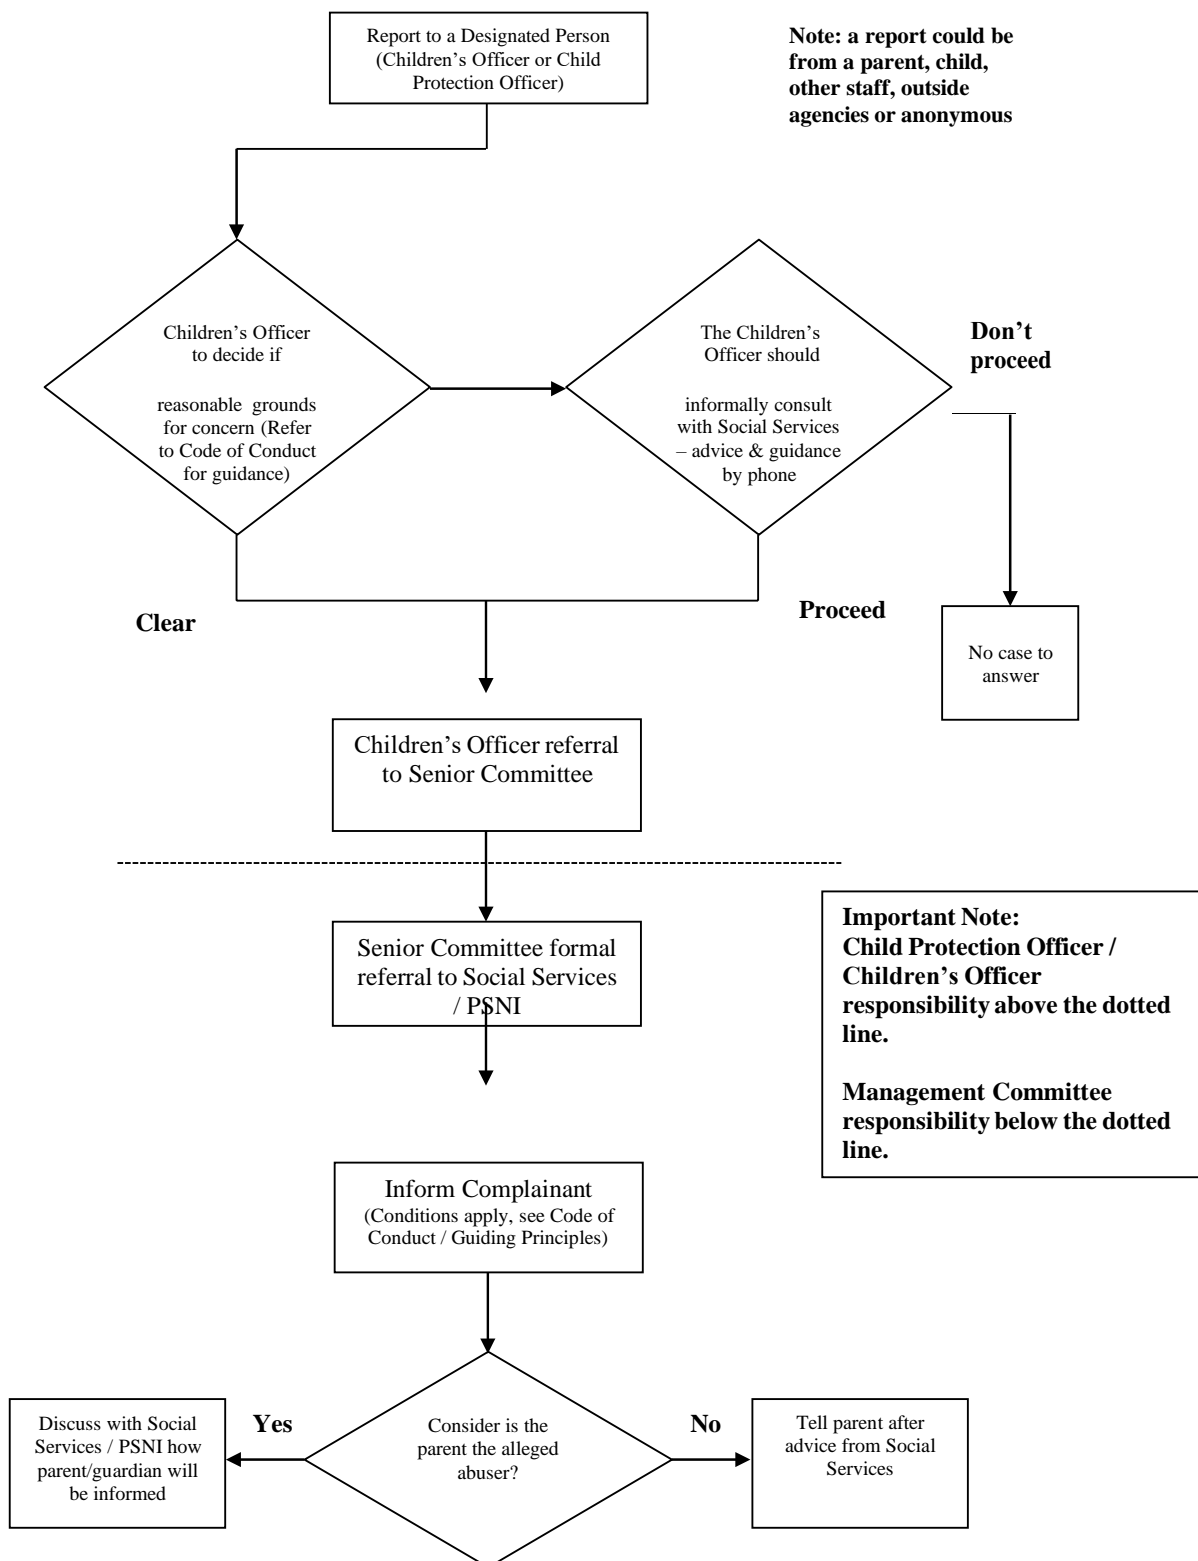 Report to a Designated Person
(Children’s Officer or Child
Protection Officer)
Note: a report could be
from a parent, child,
other staff, outside
agencies or anonymous
Children’s Officer
to decide if
reasonable grounds
for concern (Refer
to Code of Conduct
for guidance)
The Children’s
Officer should
informally consult
with Social Services
– advice & guidance
by phone
Don’t
proceed
Clear
Proceed
No case to
answer
Children’s Officer referral
to Senior Committee
Senior Committee formal
referral to Social Services
/ PSNI
Important Note:
Child Protection Officer /
Children’s Officer
responsibility above the dotted
line.
Management Committee
responsibility below the dotted
line.
Inform Complainant
(Conditions apply, see Code of
Conduct / Guiding Principles)
Discuss with Social
Services / PSNI how
parent/guardian will
be informed
Yes
Consider is the
parent the alleged
abuser?
No
Tell parent after
advice from Social
Services